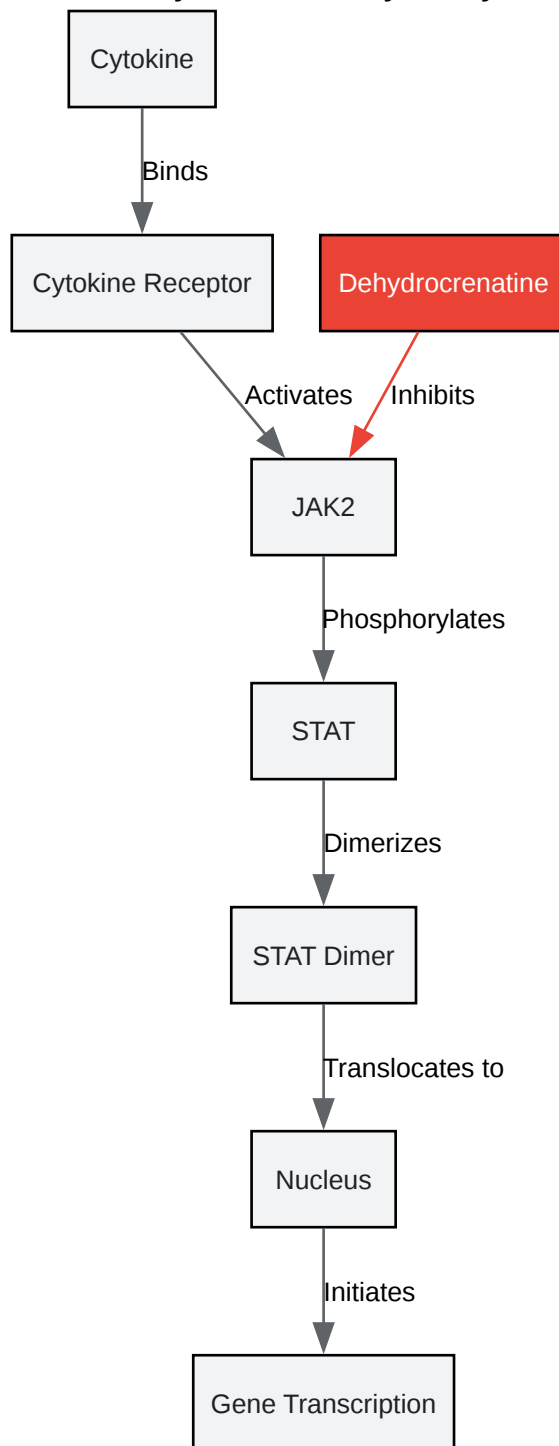 Cytokine
Binds
Cytokine Receptor
Dehydrocrenatine
Activates
Inhibits
JAK2
Phosphorylates
STAT
Dimerizes
STAT Dimer
Translocates to
Nucleus
Initiates
Gene Transcription